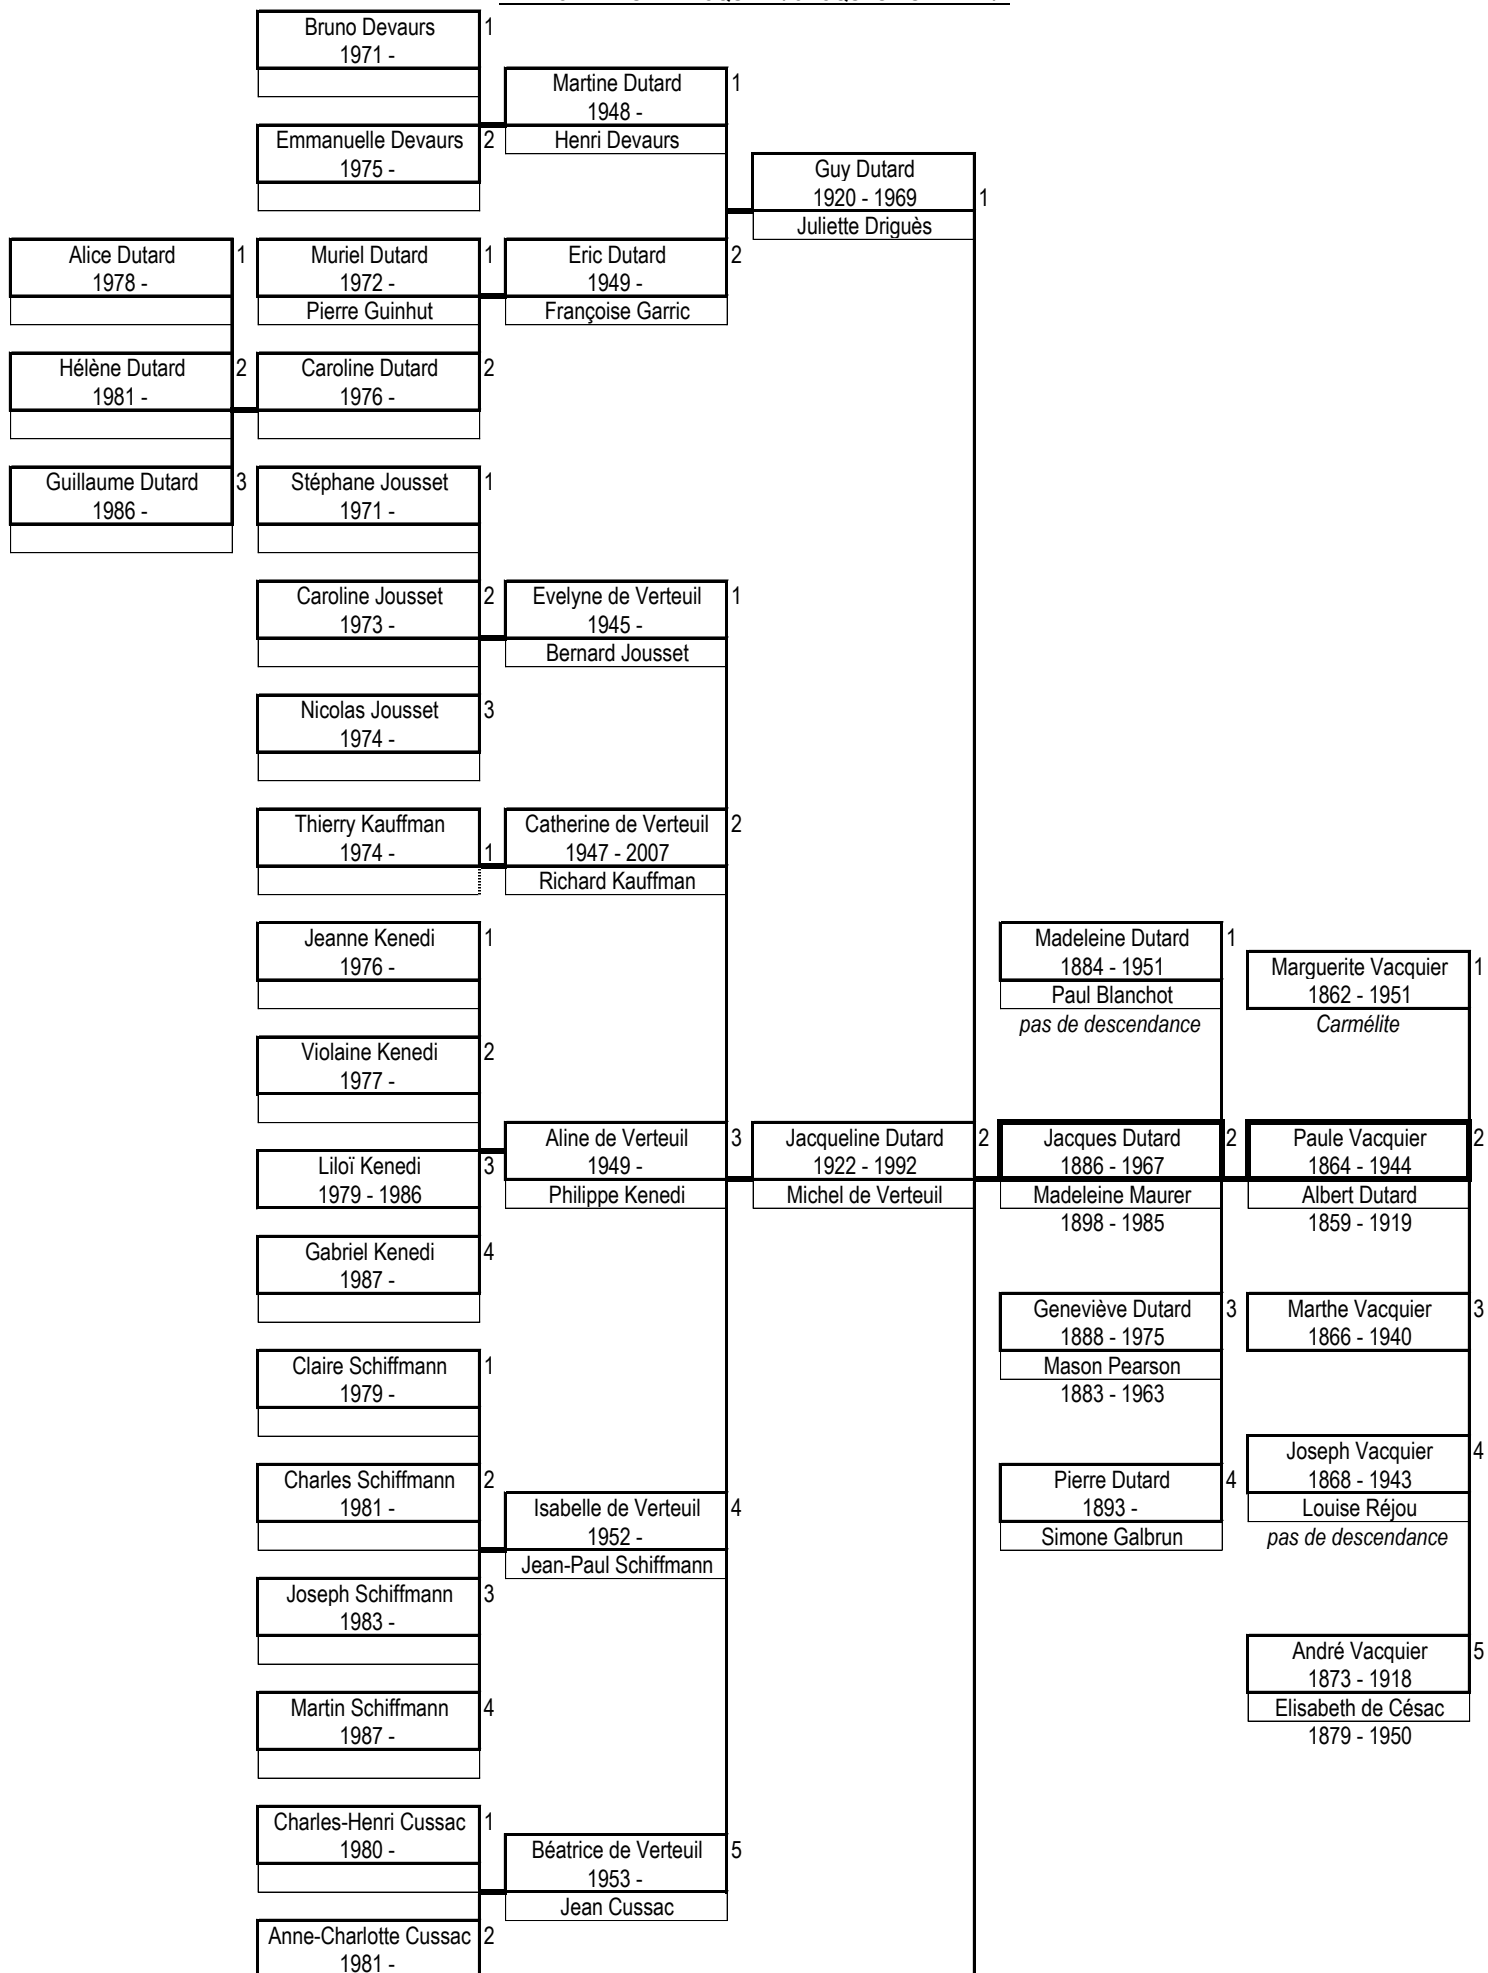 Bruno Devaurs
1
1971 -
Martine Dutard
1
1948 -
Henri Devaurs
Emmanuelle Devaurs
2
1975 -
Guy Dutard
1920 - 1969
1
Juliette Driguès
Alice Dutard
1
1978 -
Muriel Dutard
1
1972 -
Pierre Guinhut
Eric Dutard
2
1949 -
Françoise Garric
Hélène Dutard
2
1981 -
Caroline Dutard
2
1976 -
Guillaume Dutard
3
1986 -
Stéphane Jousset
1
1971 -
Caroline Jousset
2
1973 -
Evelyne de Verteuil
1
1945 -
Bernard Jousset
Nicolas Jousset
3
1974 -
Thierry Kauffman
1974 -
1
Catherine de Verteuil
2
1947 - 2007
Richard Kauffman
Jeanne Kenedi
1
1976 -
Madeleine Dutard
1
1884 - 1951
Paul Blanchot
pas de descendance
Marguerite Vacquier
1
1862 - 1951
Carmélite
Violaine Kenedi
2
1977 -
Liloï Kenedi
3
1979 - 1986
Aline de Verteuil
3
1949 -
Philippe Kenedi
Jacqueline Dutard
2
1922 - 1992
Michel de Verteuil
Jacques Dutard
2
1886 - 1967
Madeleine Maurer
1898 - 1985
Paule Vacquier
2
1864 - 1944
Albert Dutard
1859 - 1919
Gabriel Kenedi
4
1987 -
Geneviève Dutard
3
1888 - 1975
Mason Pearson
1883 - 1963
Marthe Vacquier
3
1866 - 1940
Claire Schiffmann
1
1979 -
Charles Schiffmann
2
1981 -
Isabelle de Verteuil
4
1952 -
Jean-Paul Schiffmann
Pierre Dutard
4
1893 -
Simone Galbrun
Joseph Vacquier
4
1868 - 1943
Louise Réjou
pas de descendance
Joseph Schiffmann
3
1983 -
Martin Schiffmann
4
1987 -
André Vacquier
5
1873 - 1918
Elisabeth de Césac
1879 - 1950
Charles-Henri Cussac
1
1980 -
Béatrice de Verteuil
5
1953 -
Jean Cussac
Anne-Charlotte Cussac
2
1981 -